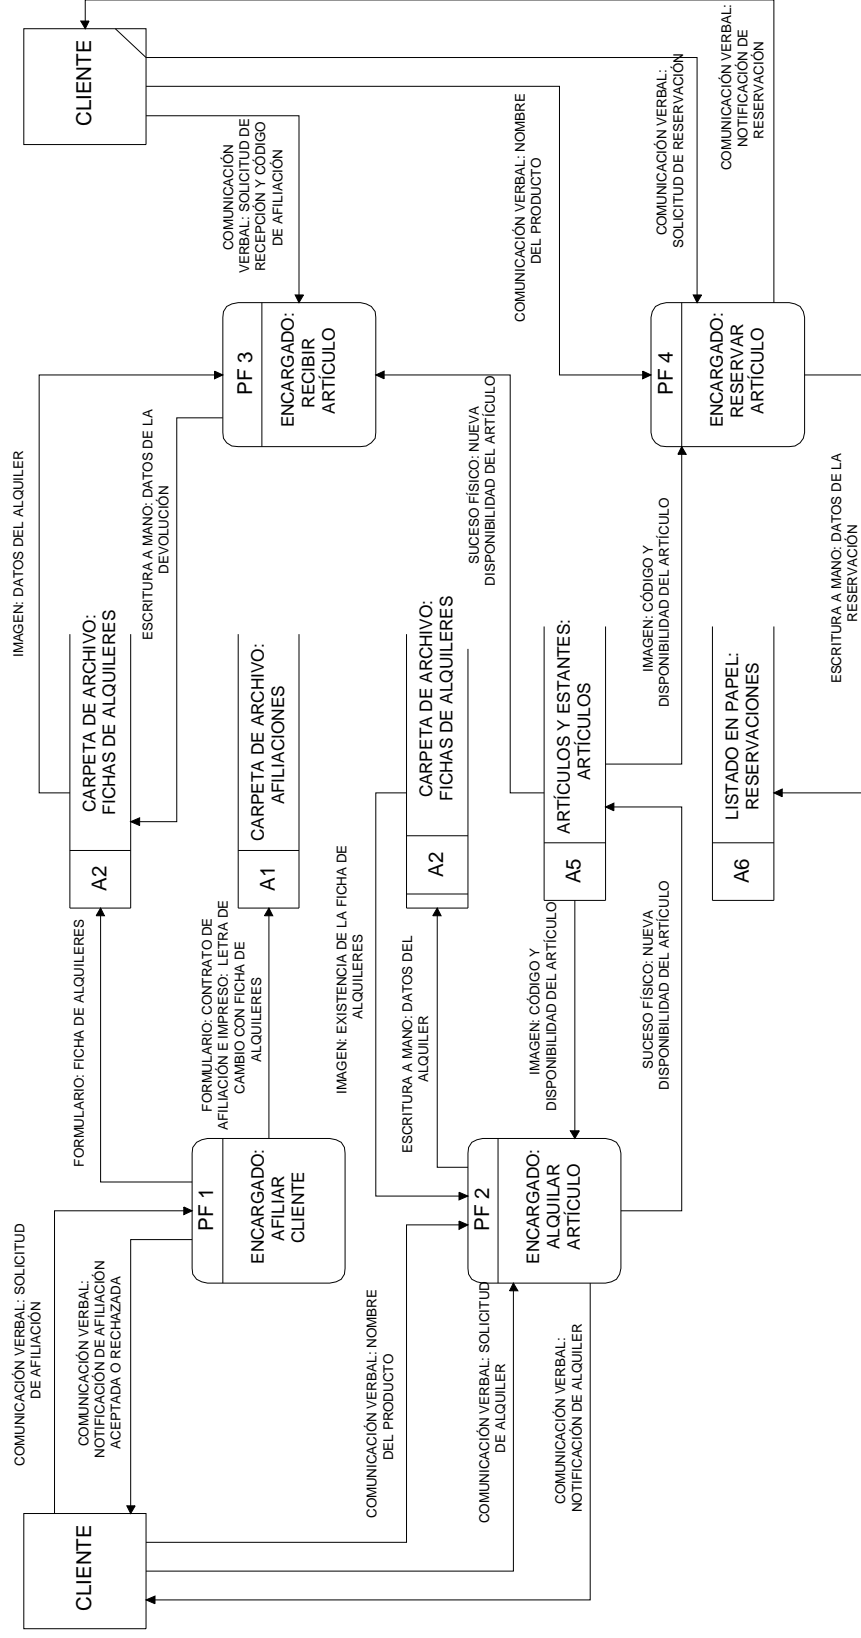 COMUNICACIÓN VERBAL: SOLICITUD
DE AFILIACIÓN
COMUNICACIÓN VERBAL:
NOTIFICACIÓN DE AFILIACIÓN
ACEPTADA O RECHAZADA
CLIENTE
FORMULARIO: FICHA DE ALQUILERES
PF 1
ENCARGADO:
AFILIAR
CLIENTE
FORMULARIO: CONTRATO DE
AFILIACIÓN E IMPRESO: LETRA DE
CAMBIO CON FICHA DE
ALQUILERES
A2
CARPETA DE ARCHIVO:
FICHAS DE ALQUILERES
A1
CARPETA DE ARCHIVO:
AFILIACIONES
IMAGEN: DATOS DEL ALQUILER
ESCRITURA A MANO: DATOS DE LA
DEVOLUCIÓN
PF 3
ENCARGADO:
RECIBIR
ARTÍCULO
COMUNICACIÓN
VERBAL: SOLICITUD DE
RECEPCIÓN Y CÓDIGO
DE AFILIACIÓN
CLIENTE
COMUNICACIÓN VERBAL: NOMBRE
DEL PRODUCTO
COMUNICACIÓN VERBAL: SOLICITUD
DE ALQUILER
COMUNICACIÓN VERBAL:
NOTIFICACIÓN DE ALQUILER
PF 2
ENCARGADO:
ALQUILAR
ARTÍCULO
IMAGEN: EXISTENCIA DE LA FICHA DE
ALQUILERES
ESCRITURA A MANO: DATOS DEL
ALQUILER
IMAGEN: CÓDIGO Y
DISPONIBILIDAD DEL ARTÍCULO
SUCESO FÍSICO: NUEVA
DISPONIBILIDAD DEL ARTÍCULO
A2
CARPETA DE ARCHIVO:
FICHAS DE ALQUILERES
A5
ARTÍCULOS Y ESTANTES:
ARTÍCULOS
A6
LISTADO EN PAPEL:
RESERVACIONES
SUCESO FÍSICO: NUEVA
DISPONIBILIDAD DEL ARTÍCULO
IMAGEN: CÓDIGO Y
DISPONIBILIDAD DEL ARTÍCULO
ESCRITURA A MANO: DATOS DE LA
RESERVACIÓN
PF 4
ENCARGADO:
RESERVAR
ARTÍCULO
COMUNICACIÓN VERBAL: NOMBRE
DEL PRODUCTO
COMUNICACIÓN VERBAL:
SOLICITUD DE RESERVACIÓN
COMUNICACIÓN VERBAL:
NOTIFICACIÓN DE
RESERVACIÓN